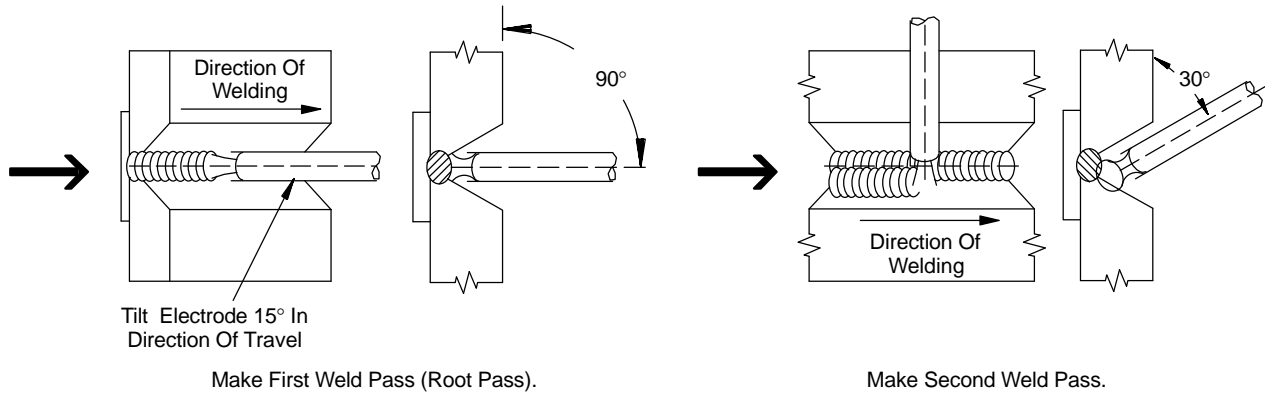 Direction Of
Welding
90°
Tilt Electrode 15° In
Direction Of Travel
Make First Weld Pass (Root Pass).
30°
Direction Of
Welding
Make Second Weld Pass.